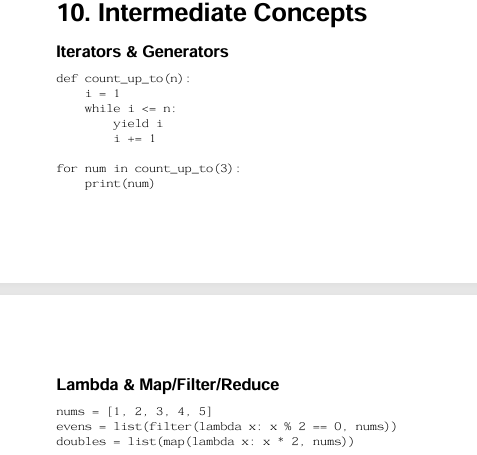 10. Intermediate Concepts
Iterators & Generators
def count_up_to(n):
    i = 1
    while i <= n:
        yield i
        i += 1
for num in count_up_to(3):
    print(num)
Lambda & Map/Filter/Reduce
nums = [1, 2, 3, 4, 5]
evens = list(filter(lambda x: x % 2 == 0, nums))
doubles = list(map(lambda x: x * 2, nums))